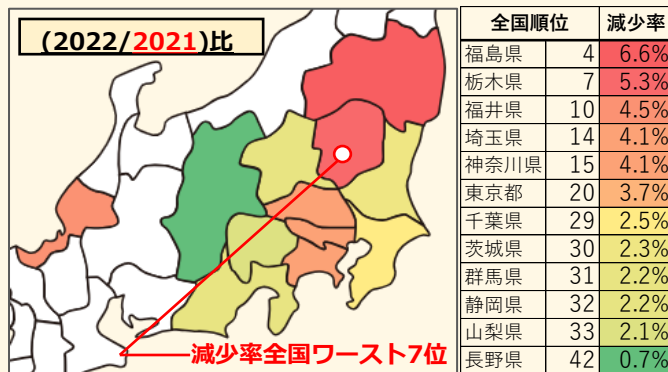 (2022/2021)比
減少率全国ワースト7位
全国順位 減少率
福島県 4 6.6%
栃木県 7 5.3%
福井県 10 4.5%
埼玉県 14 4.1%
神奈川県 15 4.1%
東京都 20 3.7%
千葉県 29 2.5%
茨城県 30 2.3%
群馬県 31 2.2%
静岡県 32 2.2%
山梨県 33 2.1%
長野県 42 0.7%